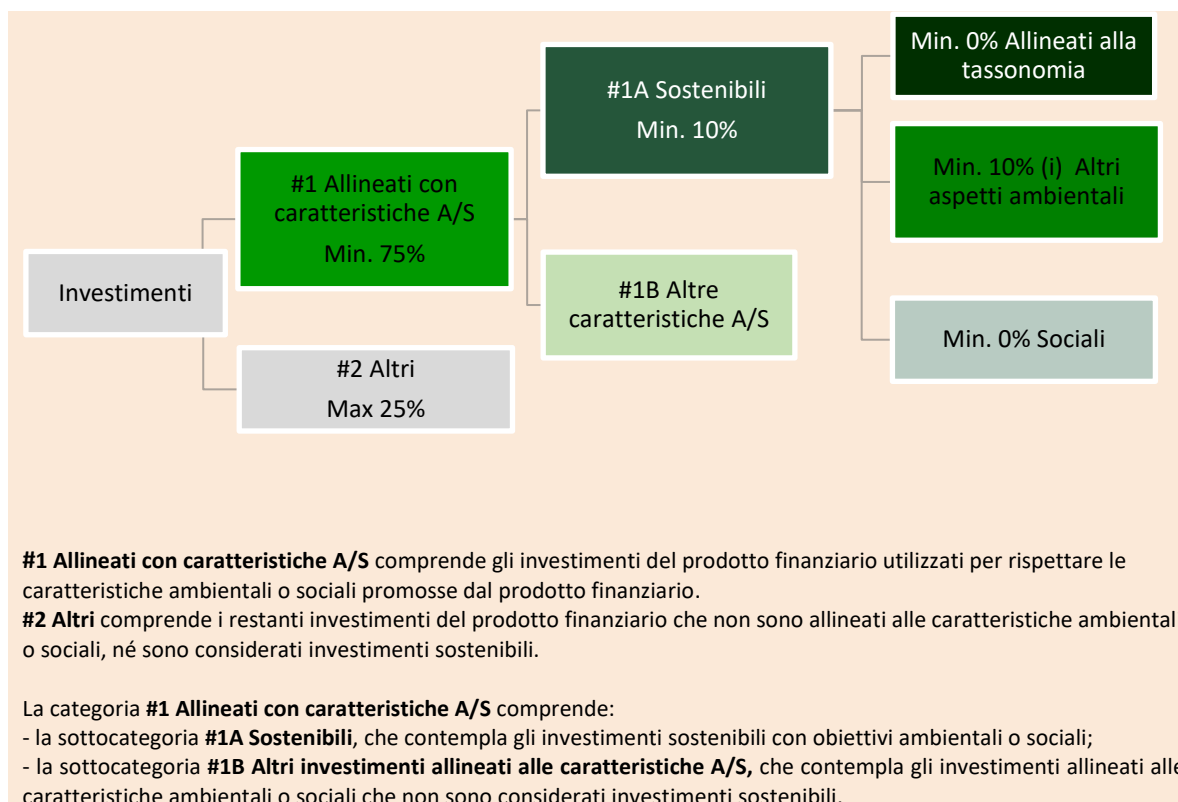 Investimenti
#1 Allineati con
caratteristiche A/S
Min. 75%
#2 Altri
Max 25%
#1A Sostenibili
Min. 10%
#1B Altre
caratteristiche A/S
Min. 0% Allineati alla
tassonomia
Min. 10% (i) Altri
aspetti ambientali
Min. 0% Sociali
#1 Allineati con caratteristiche A/S comprende gli investimenti del prodotto finanziario utilizzati per rispettare le
caratteristiche ambientali o sociali promosse dal prodotto finanziario.
#2 Altri comprende i restanti investimenti del prodotto finanziario che non sono allineati alle caratteristiche ambental
o sociali, né sono considerati investimenti sostenibili.
La categoria #1 Allineati con caratteristiche A/S comprende:
- la sottocategoria #1A Sostenibili, che contempla gli investimenti sostenibili con obiettivi ambientali o sociali;
- la sottocategoria #1B Altri investimenti allineati alle caratteristiche A/S, che contempla gli investimenti allineati alle
caratteristiche ambientali o sociali che non sono considerati investimenti sostenibili.